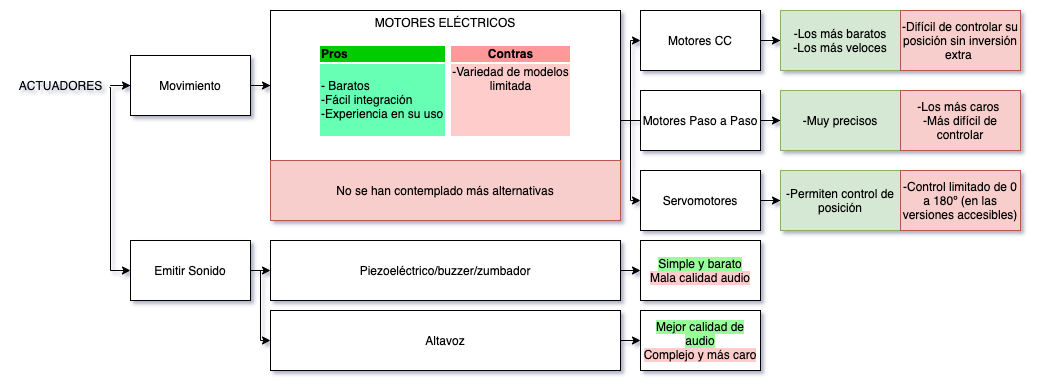 ACTUADORES
Movimiento
MOTORES ELÉCTRICOS
Pros
- Baratos
-Fácil integración
-Experiencia en su uso
Contras
-Variedad de modelos
limitada
No se han contemplado más alternativas
Motores CC
-Los más baratos
-Los más veloces
-Difícil de controlar su
posición sin inversión
extra
Motores Paso a Paso
-Muy precisos
-Los más caros
-Más difícil de
controlar
Servomotores
-Permiten control de
posición
-Control limitado de 0
a 180º (en las
versiones accesibles)
Emitir Sonido
Piezoeléctrico/buzzer/zumbador
Simple y barato
Mala calidad audio
Altavoz
Mejor calidad de
audio
Complejo y más caro